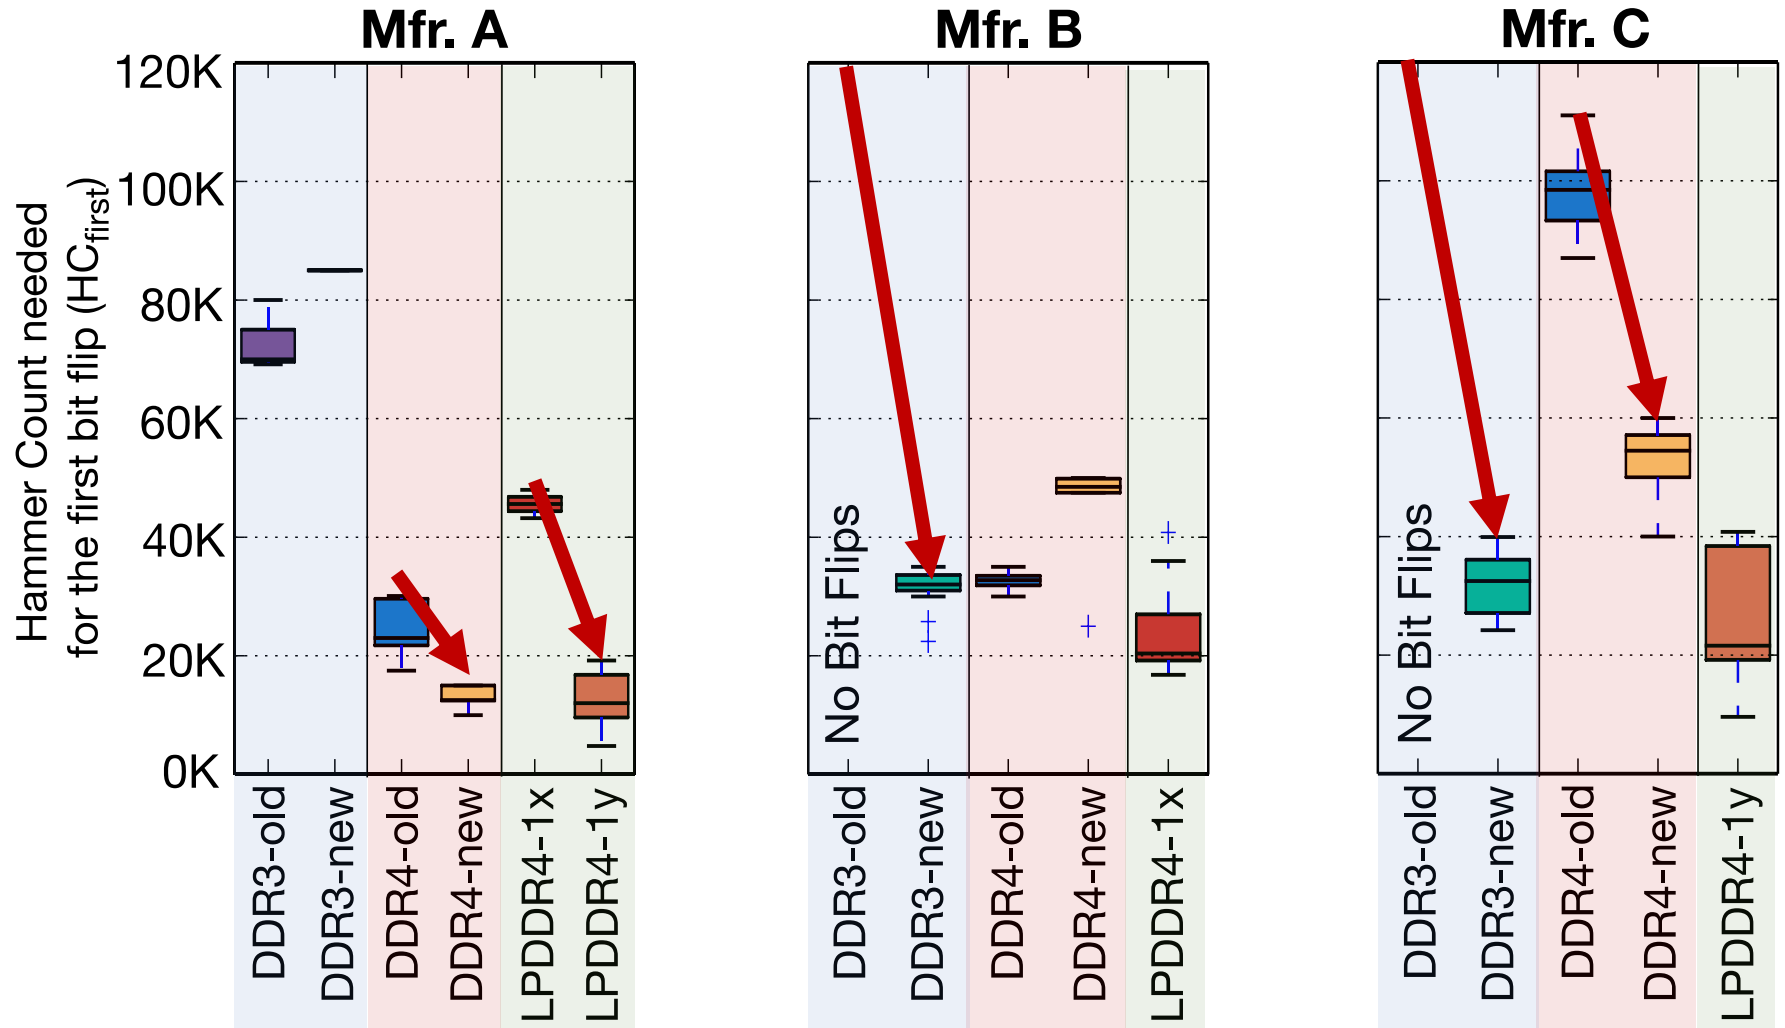 Mfr. A
Mfr. B
Mfr. C
Hammer Count needed
for the first bit flip (HCfirst)
120K
100K
80K
60K
40K
20K
0K
No Bit Flips
No Bit Flips
DDR3-old
DDR3-new
DDR4-old
DDR4-new
LPDDR4-1x
LPDDR4-1y
DDR3-old
DDR3-new
DDR4-old
DDR4-new
LPDDR4-1x
DDR3-old
DDR3-new
DDR4-old
DDR4-new
LPDDR4-1y